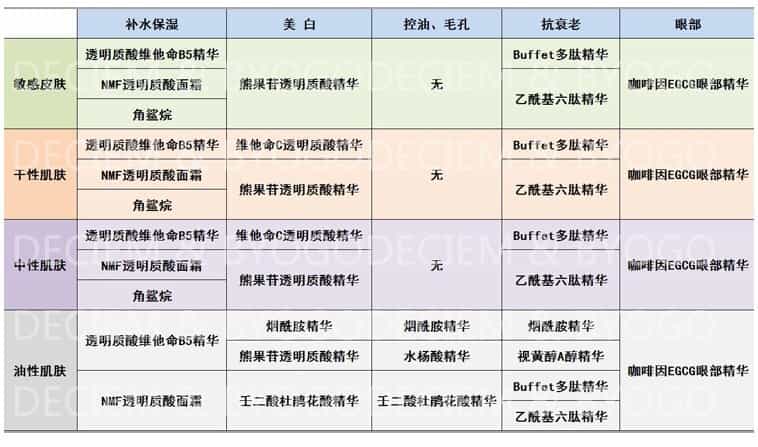 补水保湿 美 白 控油、毛孔 抗衰老 眼部
敏感皮肤
透明质酸维他命B5精华
NMF透明质酸面霜
角鲨烷
熊果苷透明质酸精华
无
Buffet多肽精华
乙酰基六肽精华
咖啡因EGCG眼部精华
干性肌肤
透明质酸维他命B5精华
NMF透明质酸面霜
角鲨烷
维他命C透明质酸精华
熊果苷透明质酸精华
无
Buffet多肽精华
乙酰基六肽精华
咖啡因EGCG眼部精华
中性肌肤
透明质酸维他命B5精华
NMF透明质酸面霜
角鲨烷
维他命C透明质酸精华
熊果苷透明质酸精华
无
Buffet多肽精华
乙酰基六肽精华
咖啡因EGCG眼部精华
油性肌肤
透明质酸维他命B5精华
NMF透明质酸面霜
烟酰胺精华
熊果苷透明质酸精华
壬二酸杜鹃花酸精华
烟酰胺精华
水杨酸精华
壬二酸杜鹃花酸精华
烟酰胺精华
视黄醇A醇精华
Buffet多肽精华
乙酰基六肽精华
咖啡因EGCG眼部精华
DECIEM & BYOGODECIEM & BYOGO
DECIEM & BYOGODECIEM & BYOGO
DECIEM & BYOGODECIEM & BYOGO
DECIEM & BYOGODECIEM & BYOGO
DECIEM & BYOGODECIEM & BYOGO